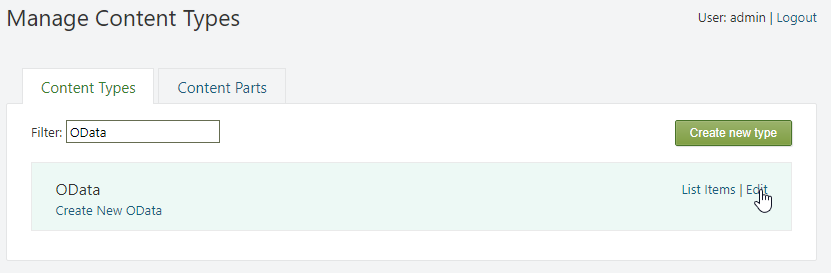 Manage Content Types
User: admin | Logout
Content Types
Content Parts
Filter: OData
Create new type
OData
List Items | Edit
Create New OData